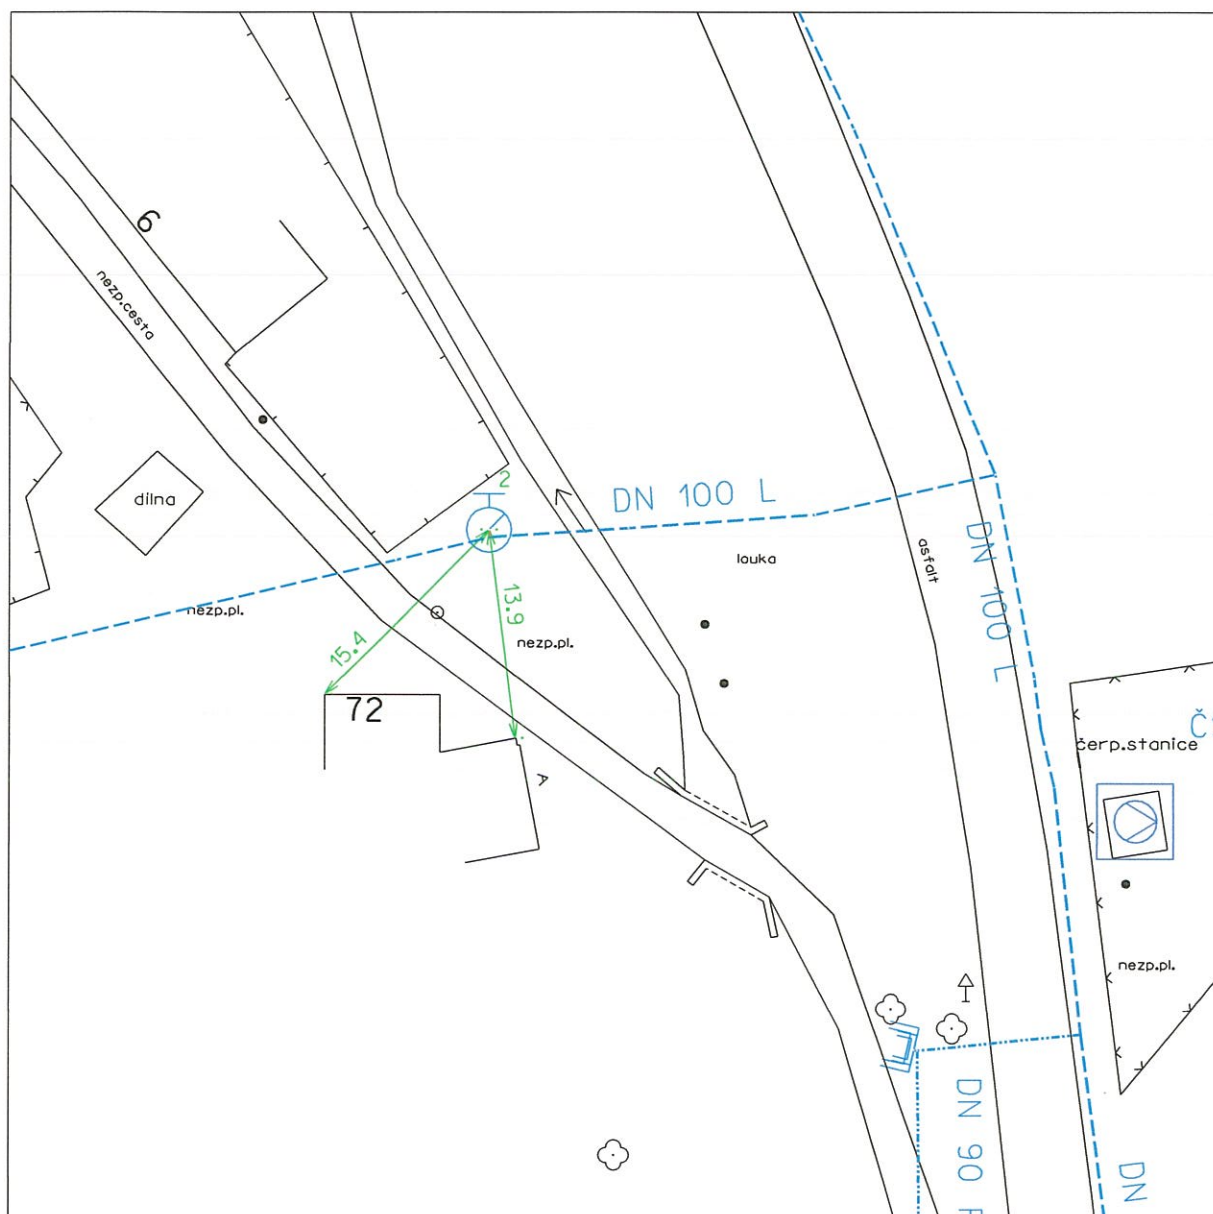 6
nezp.cesta
dilna
2
DN 100 L
louka
asfalt
DN 100 L
nezp.pl.
13.9
15.4
nezp.pl.
72
čerp.stanice
nezp.pl.
DN 90
DN